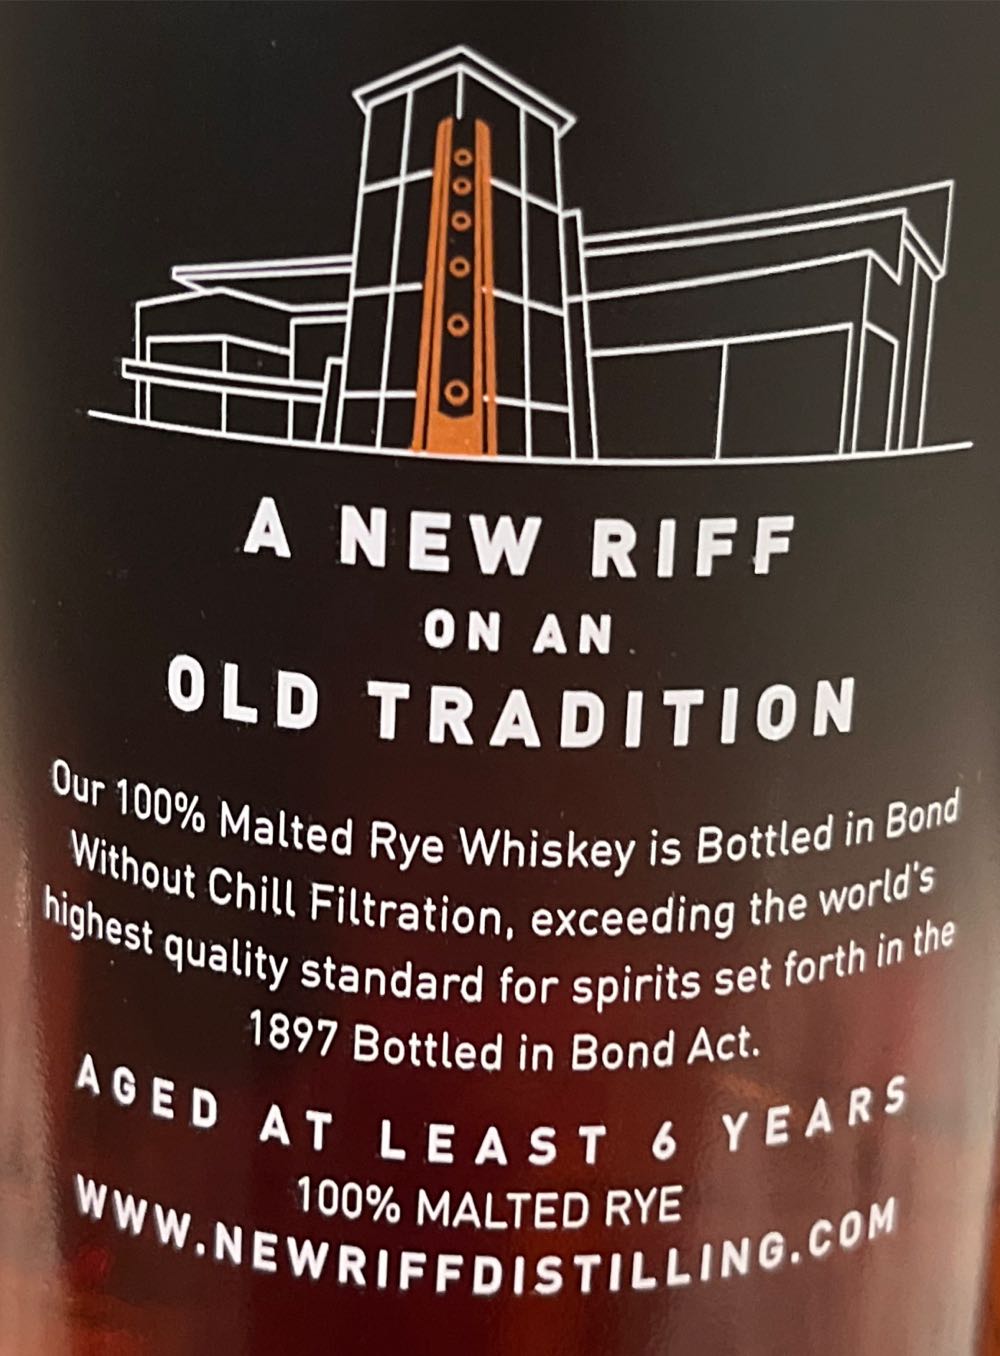 A NEW RIFF
ON AN
OLD TRADITION
Our 100% Malted Rye Whiskey is Bottled in Bond
Without Chill Filtration, exceeding the world's
highest quality standard for spirits set forth in the
1897 Bottled in Bond Act.
AGED AT LEAST 6 YEARS
100% MALTED RYE
WWW.NEWRIFFDISTILLING.COM